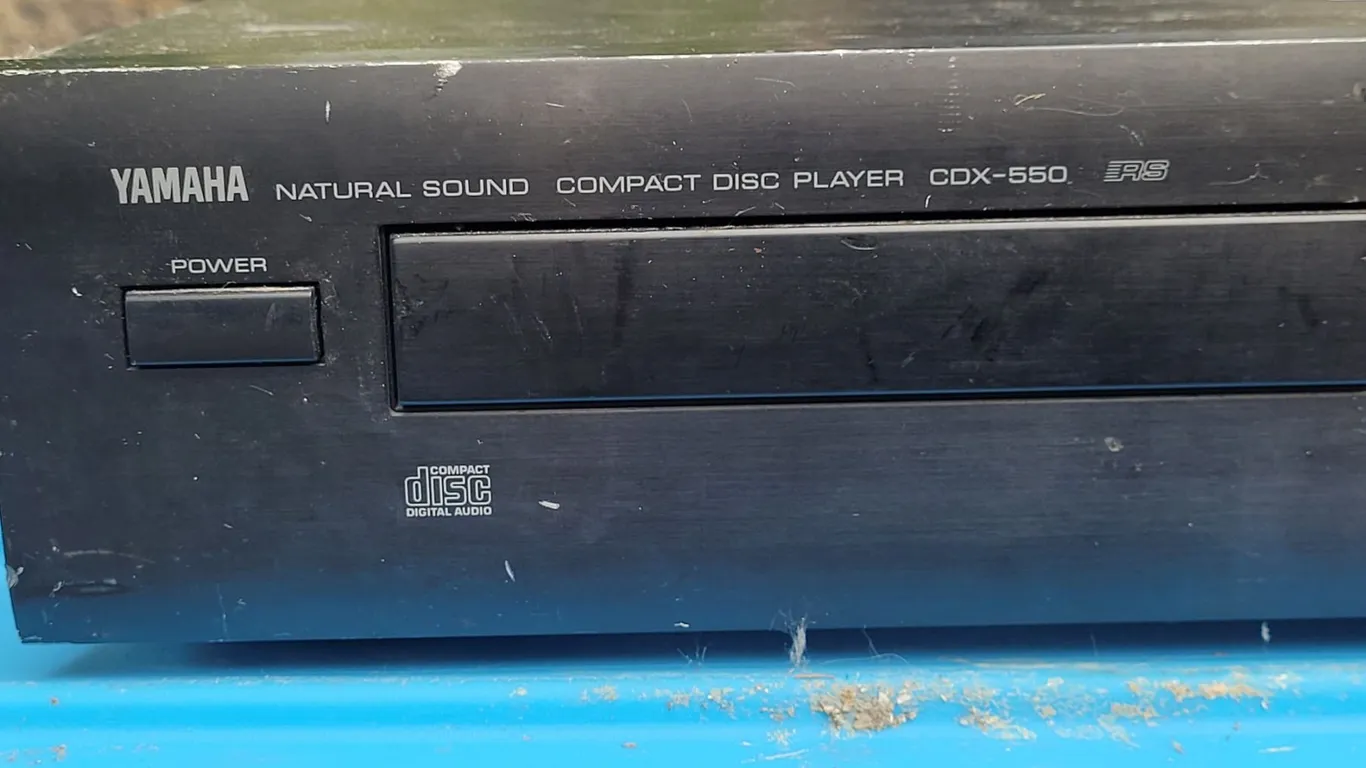 YAMAHA NATURAL SOUND COMPACT DISC PLAYER CDX-550 RS
POWER
COMPACT
disc
DIGITAL AUDIO